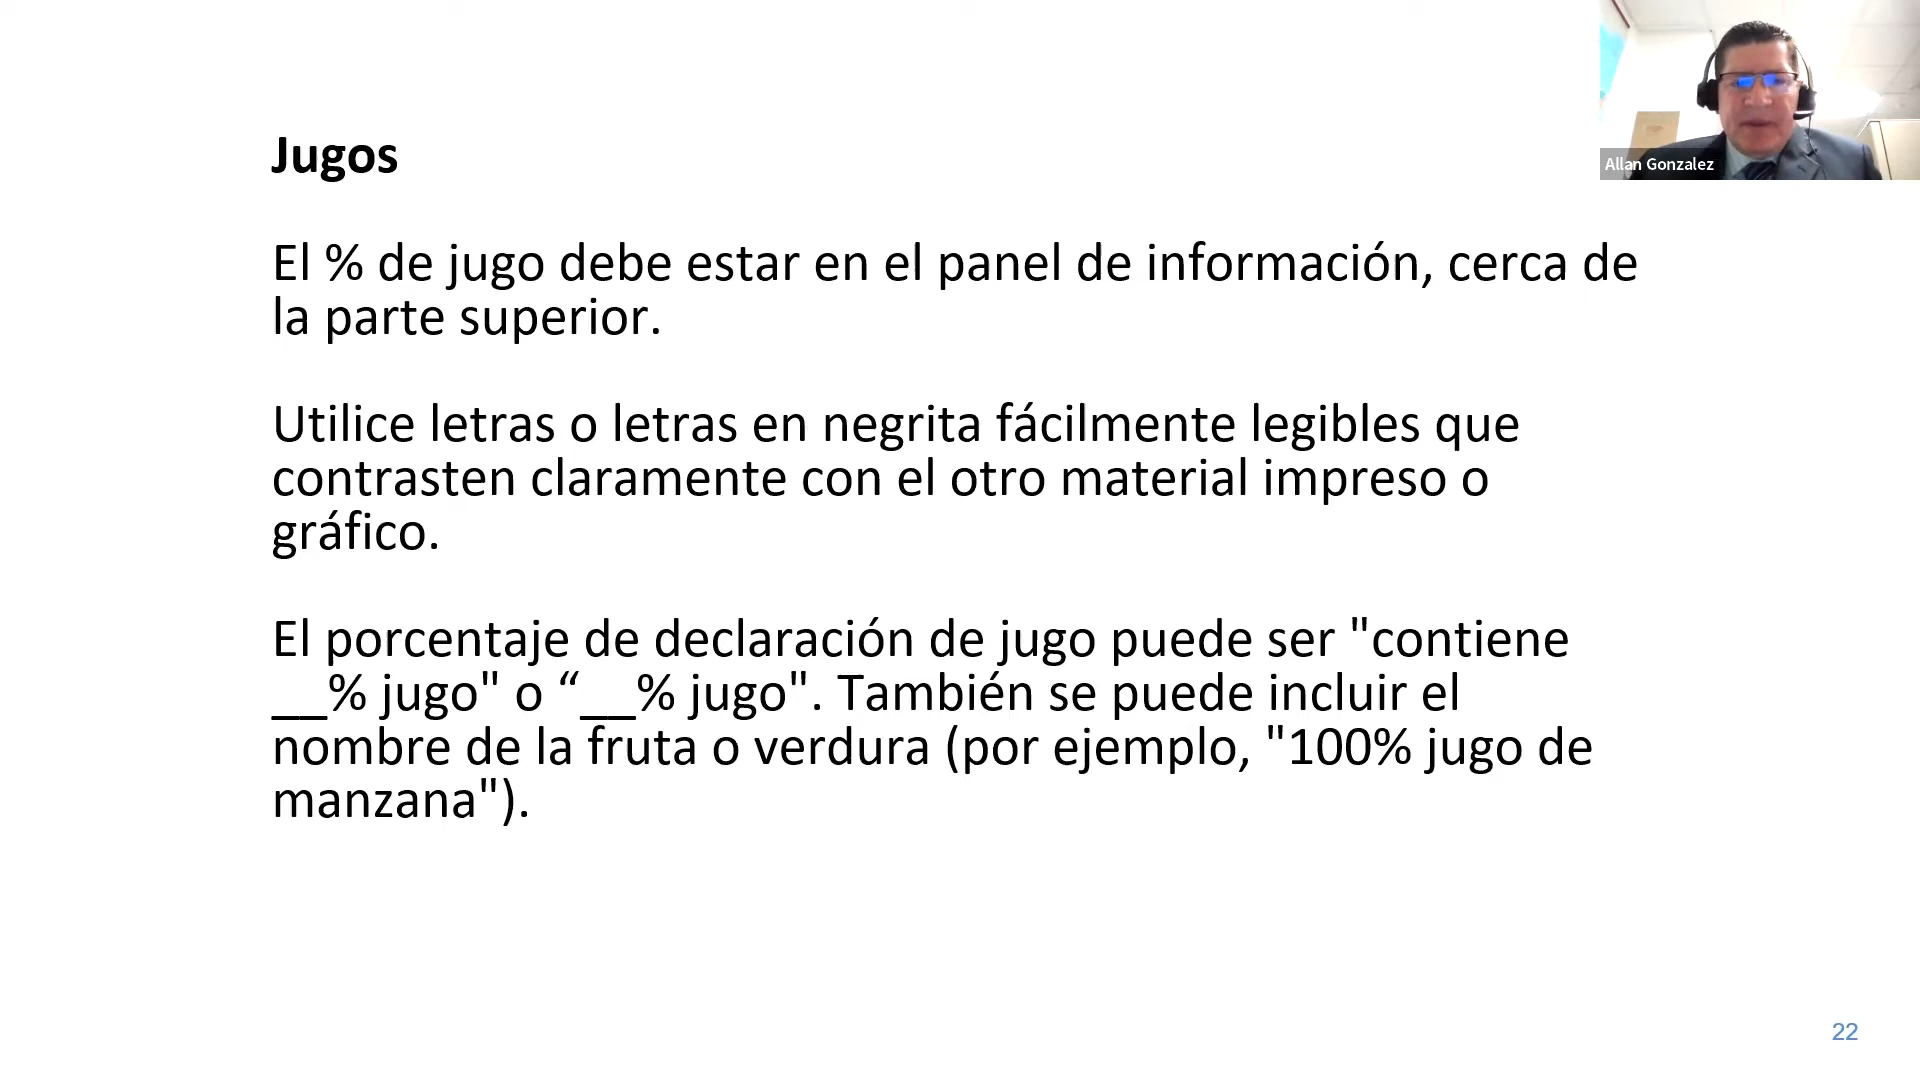 Jugos
El % de jugo debe estar en el panel de información, cerca de
la parte superior.
Utilice letras o letras en negrita fácilmente legibles que
contrasten claramente con el otro material impreso o
gráfico.
El porcentaje de declaración de jugo puede ser "contiene
__% jugo" o “__% jugo". También se puede incluir el
nombre de la fruta o verdura (por ejemplo, "100% jugo de
manzana").
Allan Gonzalez
22